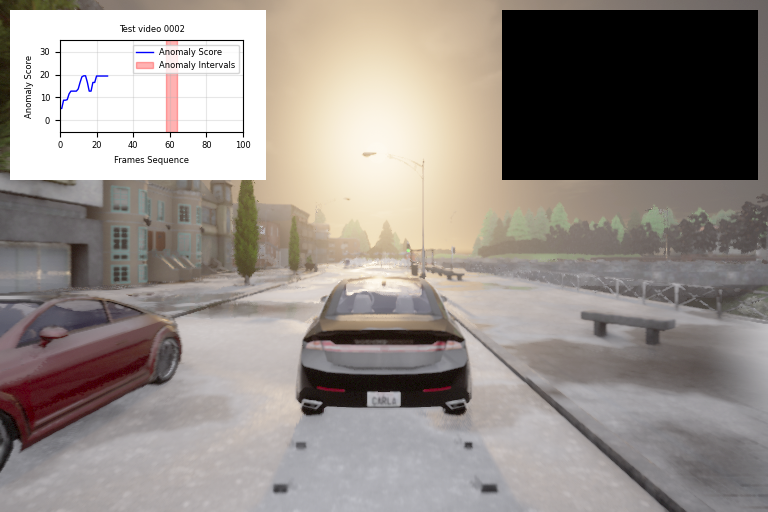 Test video 0002
Anomaly Score
30
20
10
0
Anomaly Score
Anomaly Intervals
0 20 40 60 80 100
Frames Sequence
CARLA